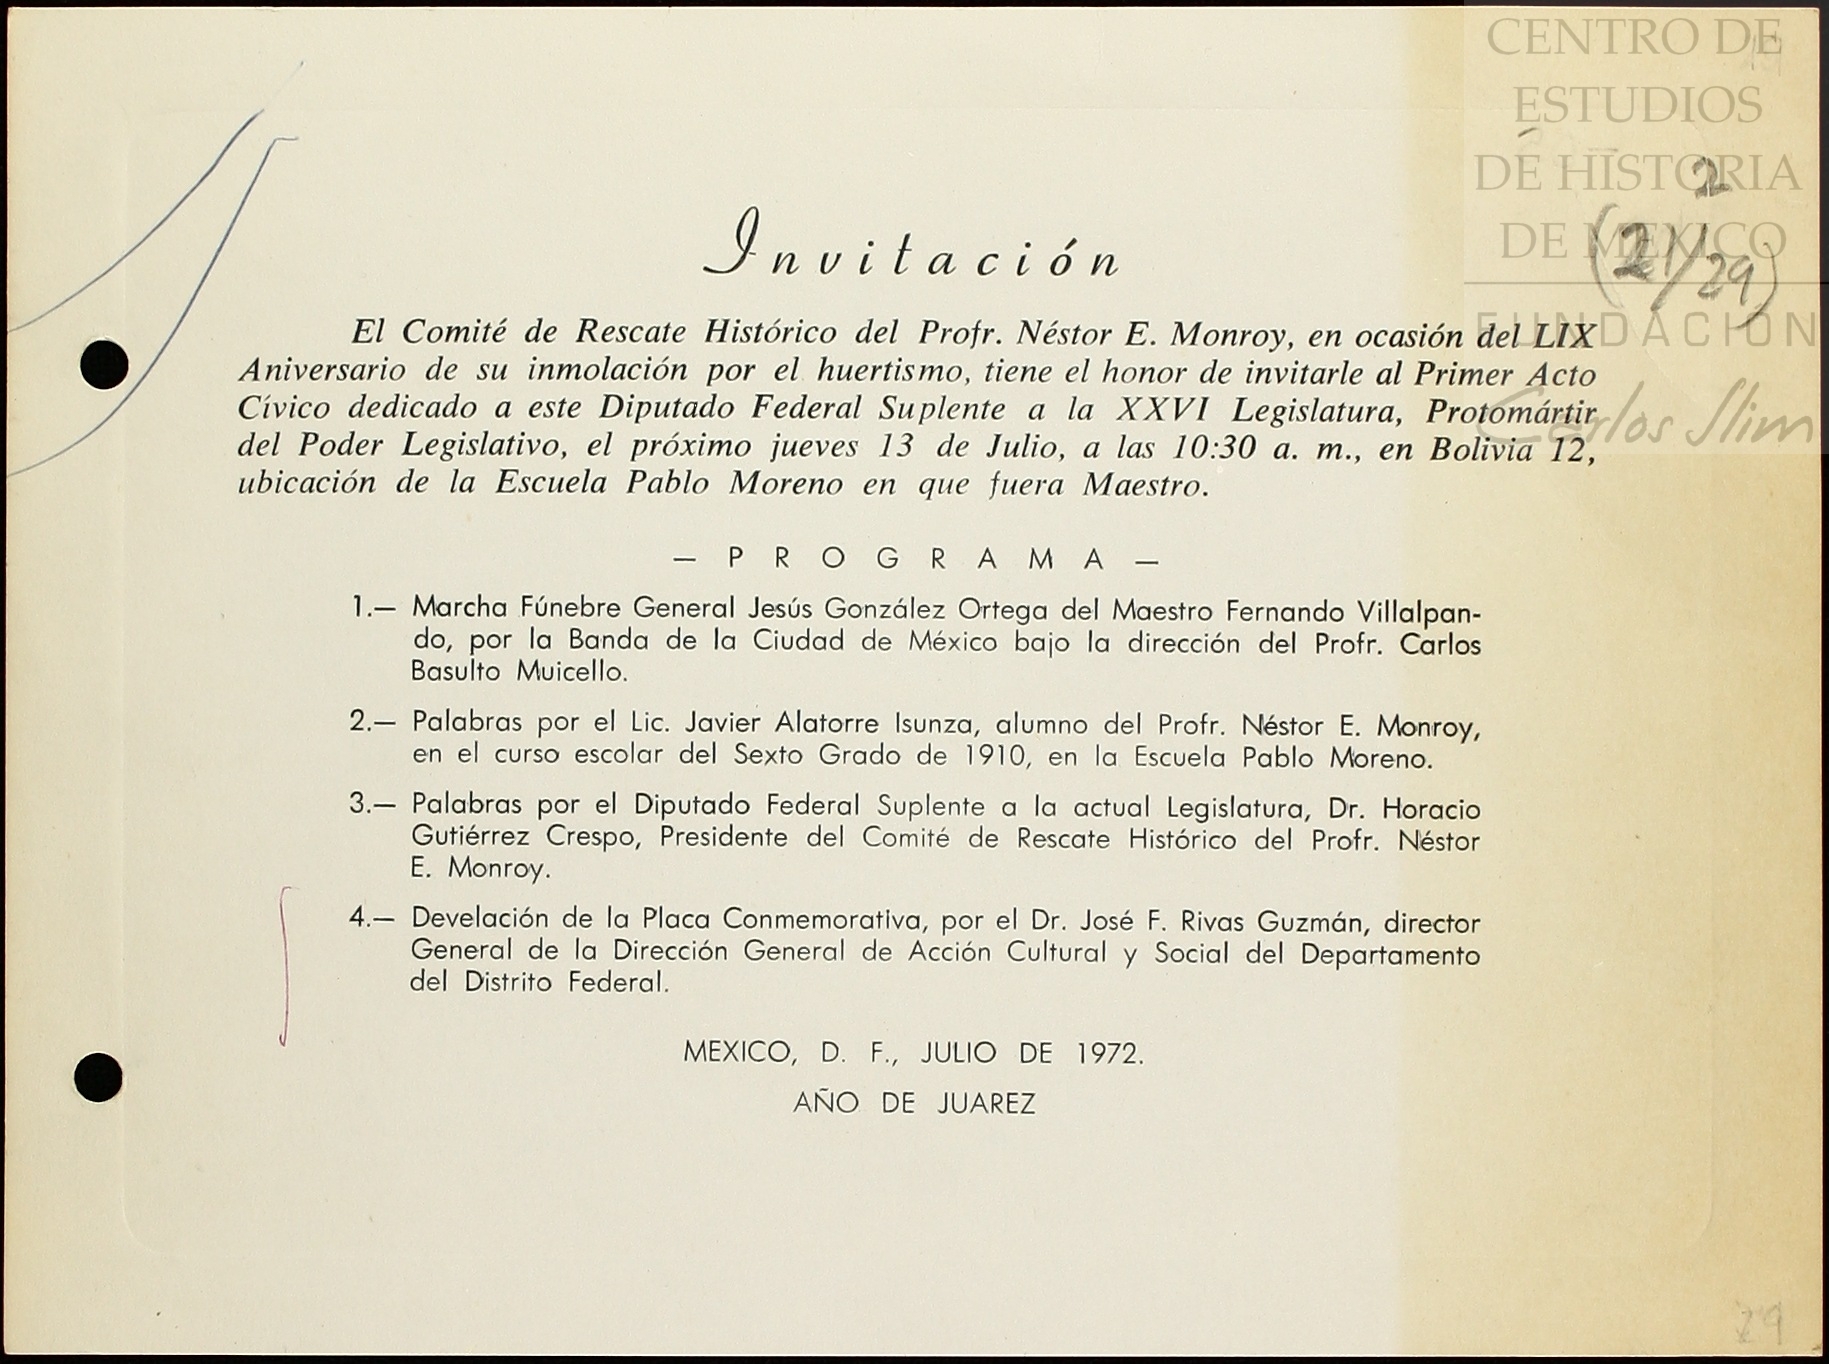 CENTRO DE
ESTUDIOS
DE HISTORIA
DE MEXICO
FUNDACIÓN
Carlos Slim
2
(21/29)
Invitación
El Comité de Rescate Histórico del Profr. Néstor E. Monroy, en ocasión del LIX
Aniversario de su inmolación por el huertismo, tiene el honor de invitarle al Primer Acto
Cívico dedicado a este Diputado Federal Suplente a la XXVI Legislatura, Protomártir
del Poder Legislativo, el próximo jueves 13 de Julio, a las 10:30 a. m., en Bolivia 12,
ubicación de la Escuela Pablo Moreno en que fuera Maestro.
— P R O G R A M A —
1.— Marcha Fúnebre General Jesús González Ortega del Maestro Fernando Villalpan-
do, por la Banda de la Ciudad de México bajo la dirección del Profr. Carlos
Basulto Muicello.
2.— Palabras por el Lic. Javier Alatorre Isunza, alumno del Profr. Néstor E. Monroy,
en el curso escolar del Sexto Grado de 1910, en la Escuela Pablo Moreno.
3.— Palabras por el Diputado Federal Suplente a la actual Legislatura, Dr. Horacio
Gutiérrez Crespo, Presidente del Comité de Rescate Histórico del Profr. Néstor
E. Monroy.
4.— Develación de la Placa Conmemorativa, por el Dr. José F. Rivas Guzmán, director
General de la Dirección General de Acción Cultural y Social del Departamento
del Distrito Federal.
MEXICO, D. F., JULIO DE 1972.
AÑO DE JUAREZ
29